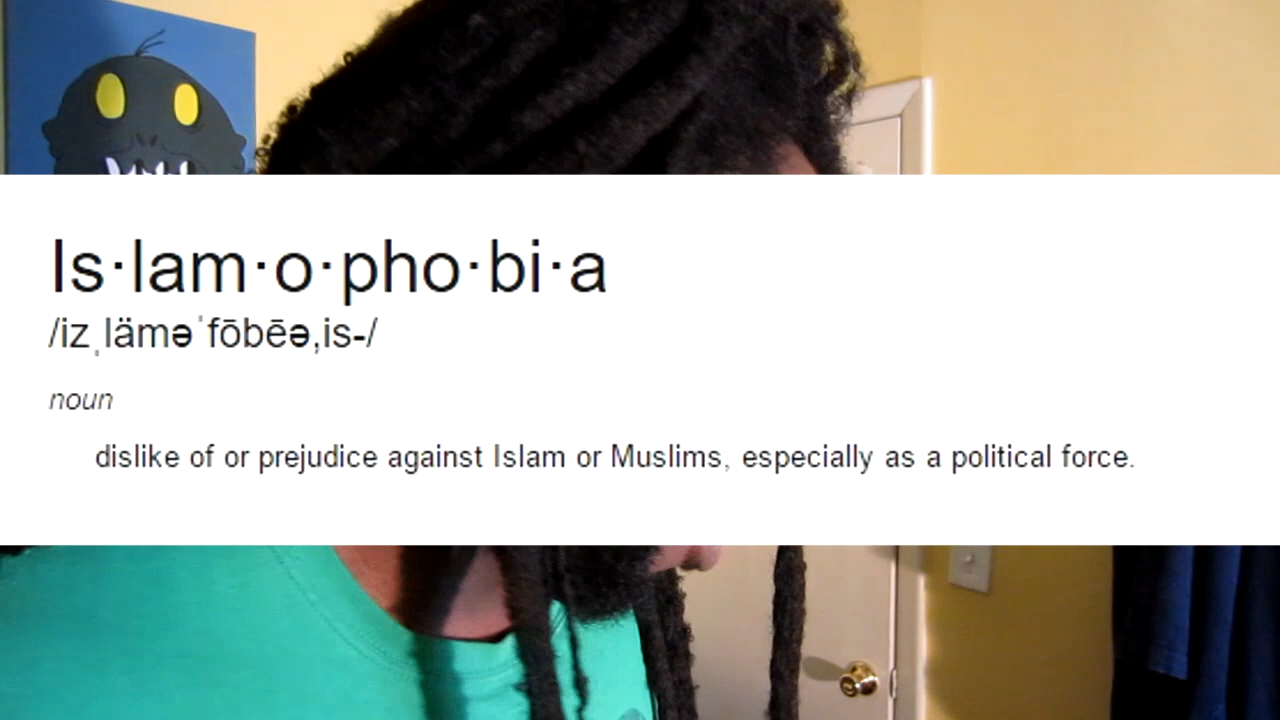 Is·lam·o·pho·bi·a
/izˌläməˈfōbēə,is-/
noun
dislike of or prejudice against Islam or Muslims, especially as a political force.